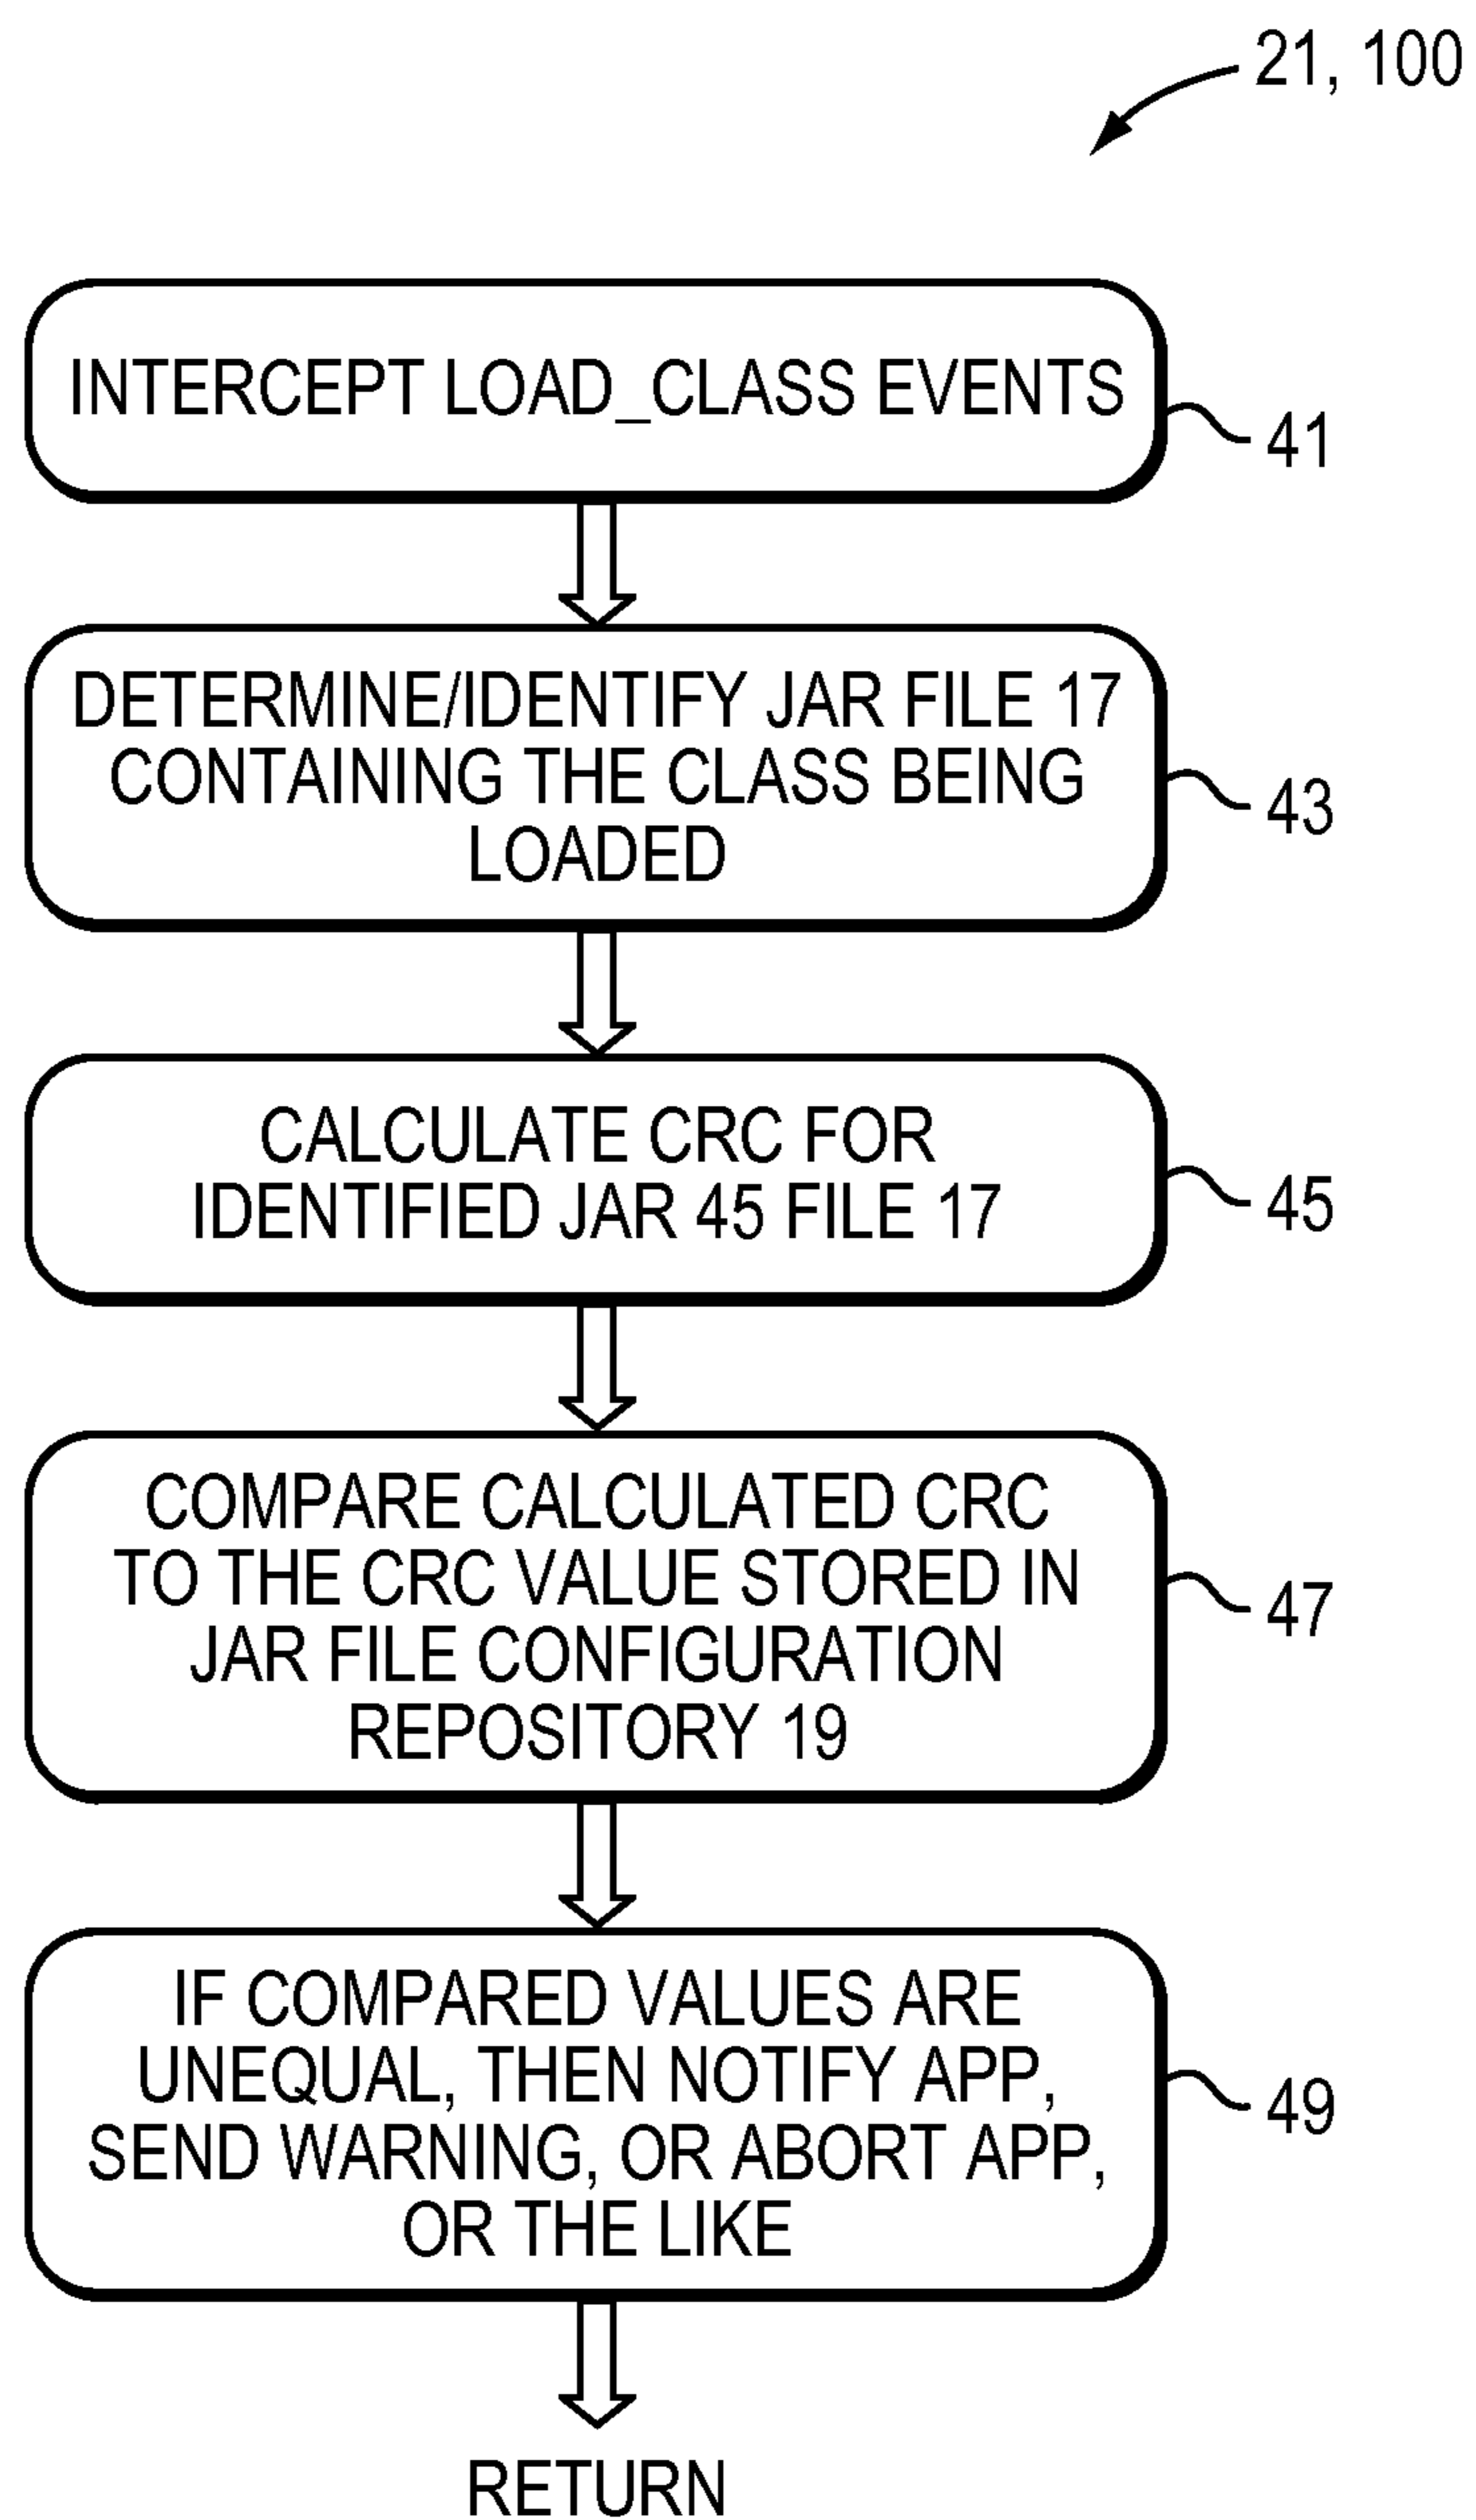 21, 100
INTERCEPT LOAD_CLASS EVENTS
41
DETERMINE/IDENTIFY JAR FILE 17
CONTAINING THE CLASS BEING
LOADED
43
CALCULATE CRC FOR
IDENTIFIED JAR 45 FILE 17
45
COMPARE CALCULATED CRC
TO THE CRC VALUE STORED IN
JAR FILE CONFIGURATION
REPOSITORY 19
47
IF COMPARED VALUES ARE
UNEQUAL, THEN NOTIFY APP,
SEND WARNING, OR ABORT APP,
OR THE LIKE
49
RETURN